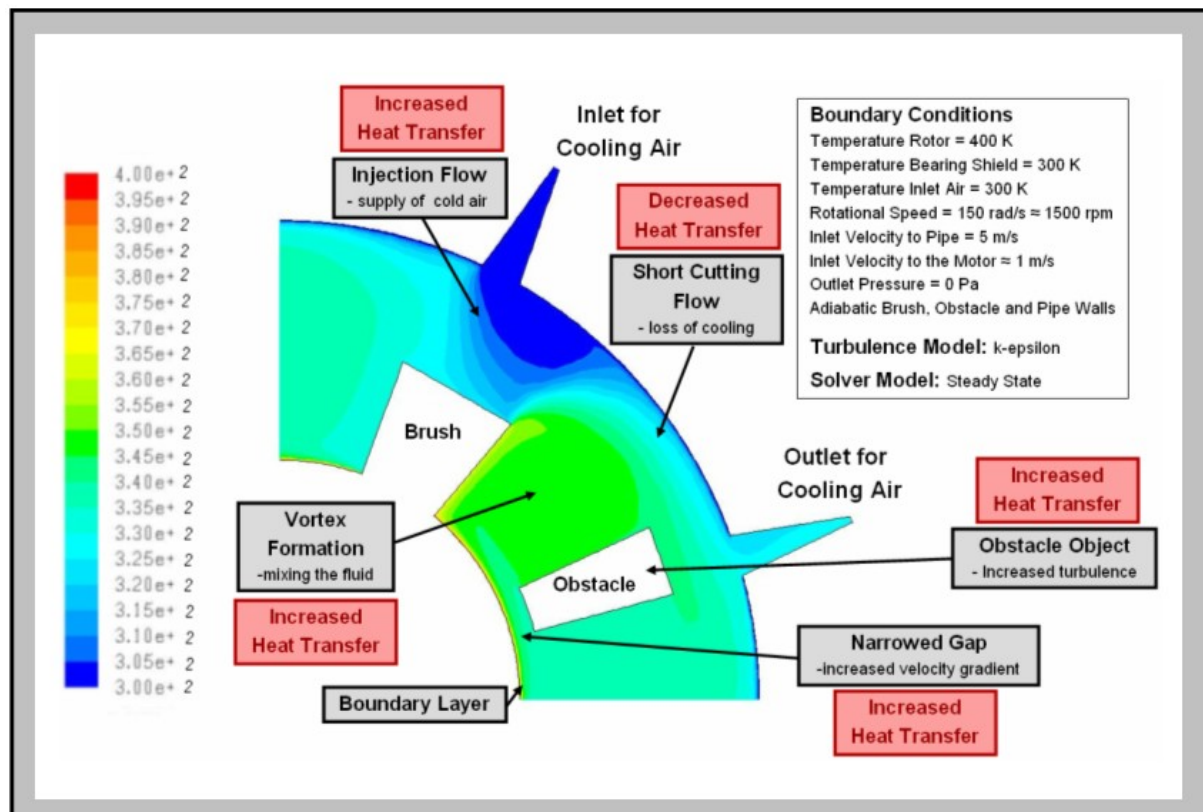 Increased
Heat Transfer
Injection Flow
- supply of cold air
Inlet for
Cooling Air
Decreased
Heat Transfer
Short Cutting
Flow
- loss of cooling
Boundary Conditions
Temperature Rotor = 400 K
Temperature Bearing Shield = 300 K
Temperature Inlet Air = 300 K
Rotational Speed = 150 rad/s ≈ 1500 rpm
Inlet Velocity to Pipe = 5 m/s
Inlet Velocity to the Motor ≈ 1 m/s
Outlet Pressure = 0 Pa
Adiabatic Brush, Obstacle and Pipe Walls
Turbulence Model: k-epsilon
Solver Model: Steady State
4.00e+2
3.95e+2
3.90e+2
3.85e+2
3.80e+2
3.75e+2
3.70e+2
3.65e+2
3.60e+2
3.55e+2
3.50e+2
3.45e+2
3.40e+2
3.35e+2
3.30e+2
3.25e+2
3.20e+2
3.15e+2
3.10e+2
3.05e+2
3.00e+2
Brush
Vortex
Formation
-mixing the fluid
Increased
Heat Transfer
Boundary Layer
Obstacle
Outlet for
Cooling Air
Increased
Heat Transfer
Obstacle Object
- Increased turbulence
Narrowed Gap
-increased velocity gradient
Increased
Heat Transfer